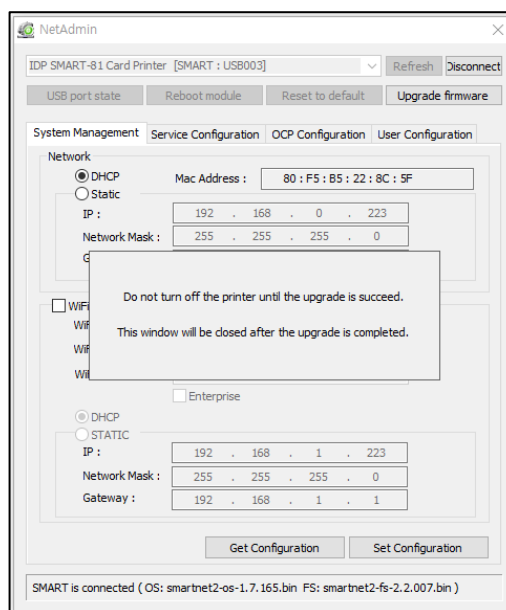 NetAdmin
IDP SMART-81 Card Printer [SMART : USB003] Refresh Disconnect
USB port state Reboot module Reset to default Upgrade firmware
System Management Service Configuration OCP Configuration User Configuration
Network
DHCP Mac Address : 80 : F5 : B5 : 22 : 8C : 5F
Static
IP : 192 . 168 . 0 . 223
Network Mask : 255 . 255 . 255 . 0
Do not turn off the printer until the upgrade is succeed.
This window will be closed after the upgrade is completed.
WiFi
Enterprise
DHCP
STATIC
IP : 192 . 168 . 1 . 223
Network Mask : 255 . 255 . 255 . 0
Gateway : 192 . 168 . 1 . 1
Get Configuration Set Configuration
SMART is connected ( OS: smartnet2-os-1.7.165.bin FS: smartnet2-fs-2.2.007.bin )